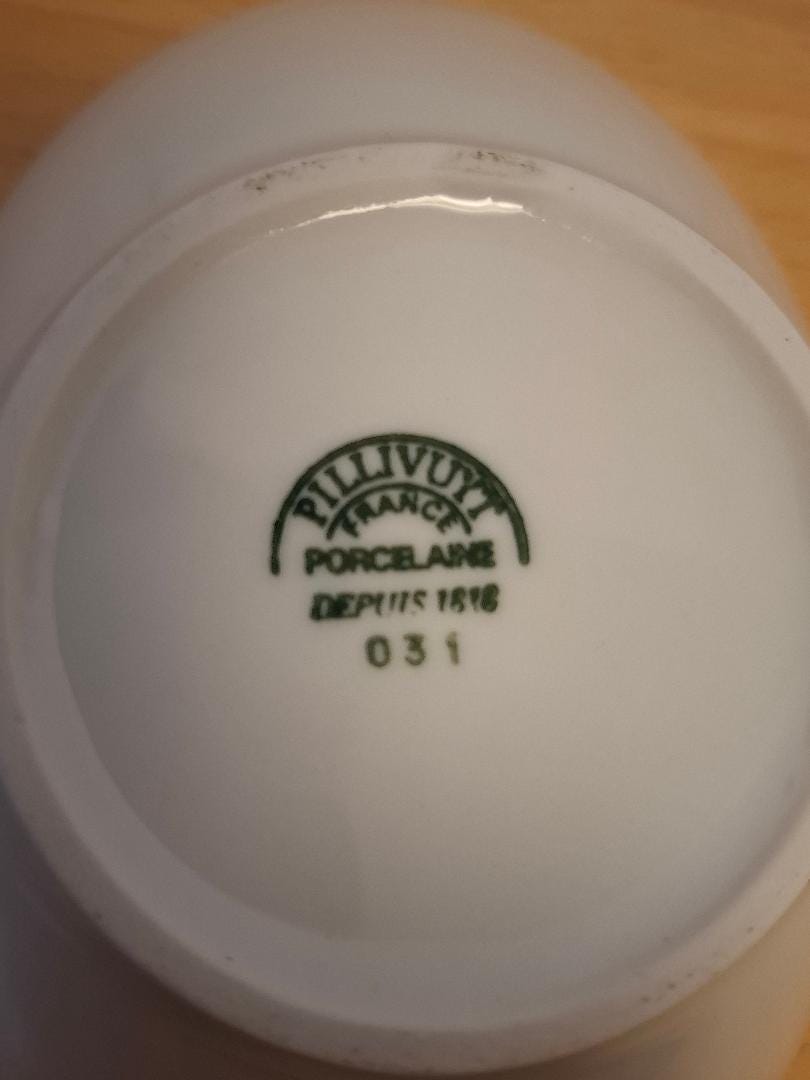 PILLIVUYT
FRANCE
PORCELAINE
DEPUIS 1818
031